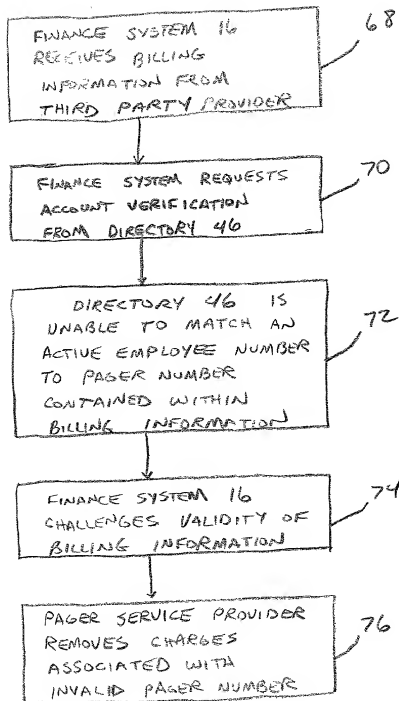 FINANCE SYSTEM 16
RECEIVES BILLING
INFORMATION FROM
THIRD PARTY PROVIDER
68
FINANCE SYSTEM REQUESTS
ACCOUNT VERIFICATION
FROM DIRECTORY 46
70
DIRECTORY 46 IS
UNABLE TO MATCH AN
ACTIVE EMPLOYEE NUMBER
TO PAGER NUMBER
CONTAINED WITHIN
BILLING INFORMATION
72
FINANCE SYSTEM 16
CHALLENGES VALIDITY OF
BILLING INFORMATION
74
PAGER SERVICE PROVIDER
REMOVES CHARGES
ASSOCIATED WITH
INVALID PAGER NUMBER
76